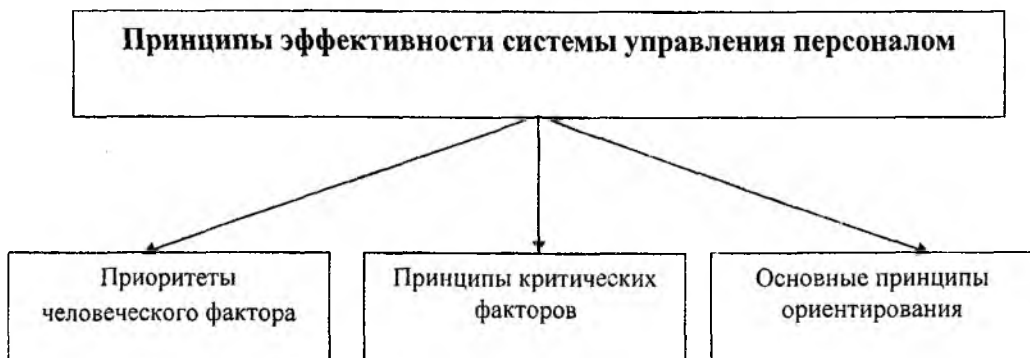 Принципы эффективности системы управления персоналом
Приоритеты
человеческого фактора
Принципы критических
факторов
Основные принципы
ориентирования